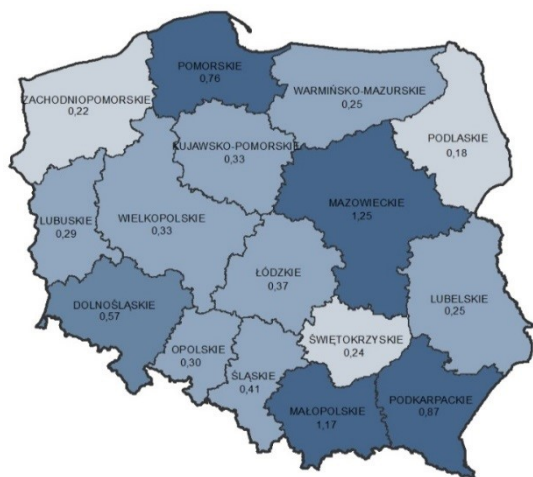 POMORSKIE
0,76
ZACHODNIOPOMORSKIE
0,22
WARMIŃSKO-MAZURSKIE
0,25
PODLASKIE
0,18
KUJAWSKO-POMORSKIE
0,33
MAZOWIECKIE
1,25
LUBUSKIE
0,29
WIELKOPOLSKIE
0,33
ŁÓDZKIE
0,37
LUBELSKIE
0,25
DOLNOŚLĄSKIE
0,57
ŚWIĘTOKRZYSKIE
0,24
OPOLSKIE
0,30
ŚLĄSKIE
0,41
MAŁOPOLSKIE
1,17
PODKARPACKIE
0,87